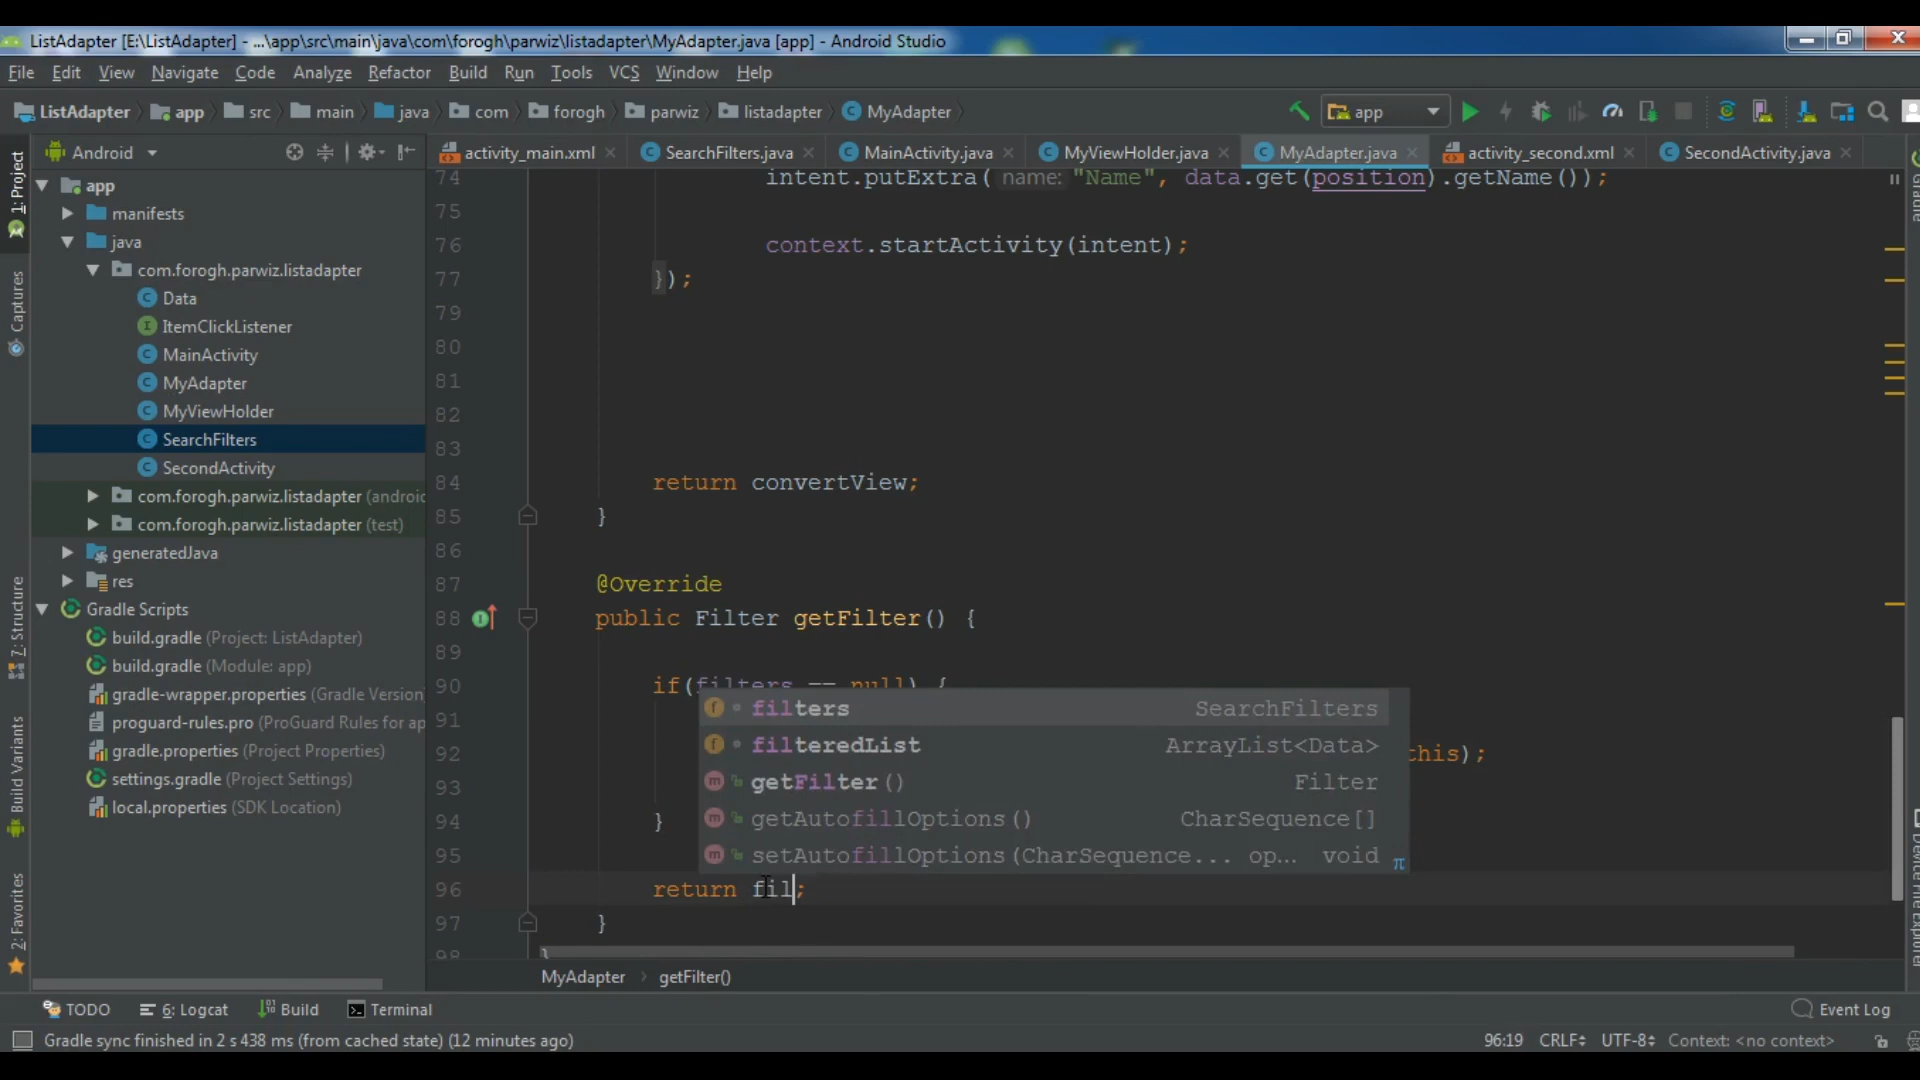 ListAdapter [E:\ListAdapter] - ...\app\src\main\java\com\forogh\parwiz\listadapter\MyAdapter.java [app] - Android Studio
File Edit View Navigate Code Analyze Refactor Build Run Tools VCS Window Help
ListAdapter app src main java com forogh parwiz listadapter MyAdapter app
Android activity_main.xml SearchFilters.java MainActivity.java MyViewHolder.java MyAdapter.java activity_second.xml SecondActivity.java
1: Project
Captures
7: Structure
Build Variants
2: Favorites
app
manifests
java
com.forogh.parwiz.listadapter
Data
ItemClickListener
MainActivity
MyAdapter
MyViewHolder
SearchFilters
SecondActivity
com.forogh.parwiz.listadapter (android
com.forogh.parwiz.listadapter (test)
generatedJava
res
Gradle Scripts
build.gradle (Project: ListAdapter)
build.gradle (Module: app)
gradle-wrapper.properties (Gradle Version
proguard-rules.pro (ProGuard Rules for ap
gradle.properties (Project Properties)
settings.gradle (Project Settings)
local.properties (SDK Location)
74 intent.putExtra( name: "Name", data.get(position).getName());
75
76 context.startActivity(intent);
77 });
79
80
81
82
83
84 return convertView;
85 }
86
87 @Override
88 public Filter getFilter() {
89
90 if(filters == null) {
91
92 this);
93
94 }
95
96 return fil;
97 }
98 }
filters SearchFilters
filteredList ArrayList<Data>
getFilter() Filter
getAutofillOptions() CharSequence[]
setAutofillOptions(CharSequence... op... void π
MyAdapter getFilter()
Gradle
Device File Explorer
TODO 6: Logcat Build Terminal Event Log
Gradle sync finished in 2 s 438 ms (from cached state) (12 minutes ago) 96:19 CRLF UTF-8 Context: <no context>